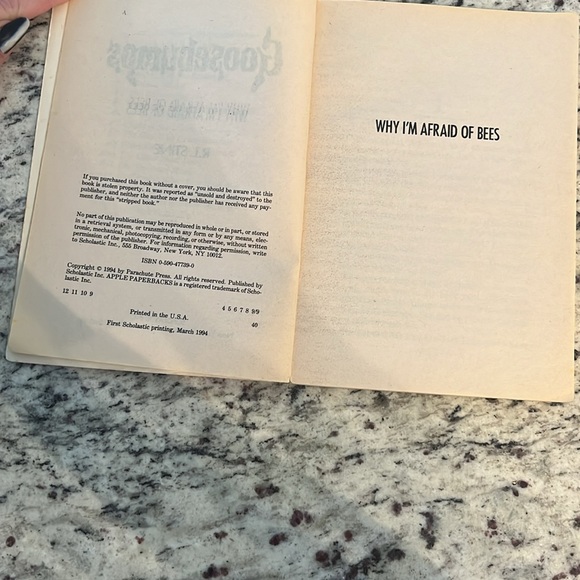 Goosebumps
If you purchased this book without a cover, you should be aware that this
book is stolen property. It was reported as "unsold and destroyed" to the
publisher, and neither the author nor the publisher has received any pay-
ment for this "stripped book."
No part of this publication may be reproduced in whole or in part, or stored
in a retrieval system, or transmitted in any form or by any means, elec-
tronic, mechanical, photocopying, recording, or otherwise, without written
permission of the publisher. For information regarding permission, write
to Scholastic Inc., 555 Broadway, New York, NY 10012.
ISBN 0-590-47739-0
Copyright © 1994 by Parachute Press. All rights reserved. Published by
Scholastic Inc. APPLE PAPERBACKS is a registered trademark of Scho-
lastic Inc.
12 11 10 9 4 5 6 7 8 9/9
Printed in the U.S.A. 40
First Scholastic printing, March 1994
WHY I'M AFRAID OF BEES